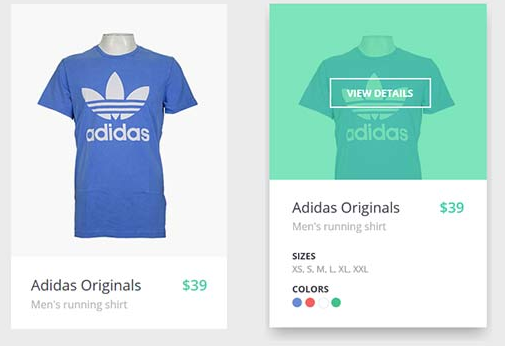 adidas
Adidas Originals $39
Men's running shirt
VIEW DETAILS
adidas
Adidas Originals $39
Men's running shirt
SIZES
XS, S, M, L, XL, XXL
COLORS